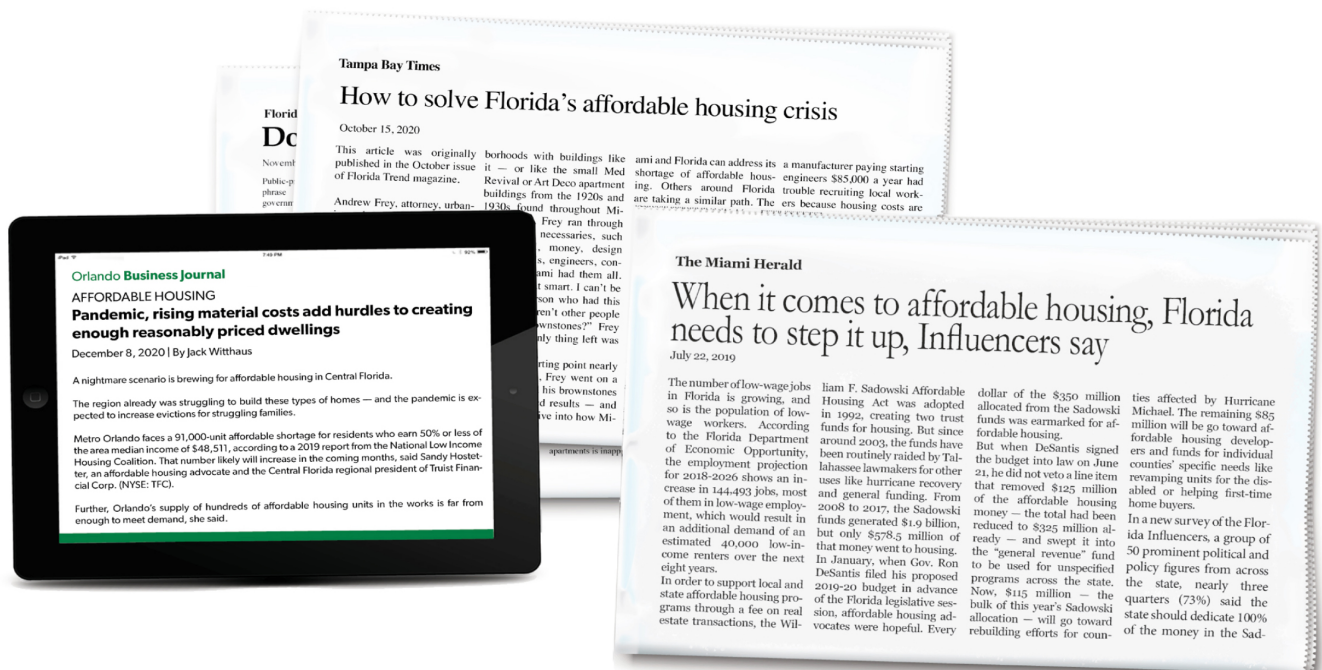 Tampa Bay Times
How to solve Florida's affordable housing crisis
October 15, 2020
This article was originally
published in the October issue
of Florida Trend magazine.
Andrew Frey, attorney, urban-
borhoods with buildings like
it — or like the small Med
Revival or Art Deco apartment
buildings from the 1920s and
1930s found throughout Mi-
Frey ran through
necessaries, such
, money, design
s, engineers, con-
ami had them all.
t smart. I can't be
son who had this
ren't other people
wnstones?" Frey
nly thing left was
rting point nearly
, Frey went on a
his brownstones
d results — and
ive into how Mi-
ami and Florida can address its
shortage of affordable hous-
ing. Others around Florida
are taking a similar path. The
a manufacturer paying starting
engineers $85,000 a year had
trouble recruiting local work-
ers because housing costs are
Florid
Do
Novemb
Public-p
phrase
governm
apartments is inapp
Orlando Business Journal
AFFORDABLE HOUSING
Pandemic, rising material costs add hurdles to creating
enough reasonably priced dwellings
December 8, 2020 | By Jack Witthaus
A nightmare scenario is brewing for affordable housing in Central Florida.
The region already was struggling to build these types of homes — and the pandemic is ex-
pected to increase evictions for struggling families.
Metro Orlando faces a 91,000-unit affordable shortage for residents who earn 50% or less of
the area median income of $48,511, according to a 2019 report from the National Low Income
Housing Coalition. That number likely will increase in the coming months, said Sandy Hostet-
ter, an affordable housing advocate and the Central Florida regional president of Truist Finan-
cial Corp. (NYSE: TFC).
Further, Orlando's supply of hundreds of affordable housing units in the works is far from
enough to meet demand, she said.
iPad
7:49 PM
92%
The Miami Herald
When it comes to affordable housing, Florida
needs to step it up, Influencers say
July 22, 2019
The number of low-wage jobs
in Florida is growing, and
so is the population of low-
wage workers. According
to the Florida Department
of Economic Opportunity,
the employment projection
for 2018-2026 shows an in-
crease in 144,493 jobs, most
of them in low-wage employ-
ment, which would result in
an additional demand of an
estimated 40,000 low-in-
come renters over the next
eight years.
In order to support local and
state affordable housing pro-
grams through a fee on real
estate transactions, the Wil-
liam F. Sadowski Affordable
Housing Act was adopted
in 1992, creating two trust
funds for housing. But since
around 2003, the funds have
been routinely raided by Tal-
lahassee lawmakers for other
uses like hurricane recovery
and general funding. From
2008 to 2017, the Sadowski
funds generated $1.9 billion,
but only $578.5 million of
that money went to housing.
In January, when Gov. Ron
DeSantis filed his proposed
2019-20 budget in advance
of the Florida legislative ses-
sion, affordable housing ad-
vocates were hopeful. Every
dollar of the $350 million
allocated from the Sadowski
funds was earmarked for af-
fordable housing.
But when DeSantis signed
the budget into law on June
21, he did not veto a line item
that removed $125 million
of the affordable housing
money — the total had been
reduced to $325 million al-
ready — and swept it into
the "general revenue" fund
to be used for unspecified
programs across the state.
Now, $115 million — the
bulk of this year's Sadowski
allocation — will go toward
rebuilding efforts for coun-
ties affected by Hurricane
Michael. The remaining $85
million will be go toward af-
fordable housing develop-
ers and funds for individual
counties' specific needs like
revamping units for the dis-
abled or helping first-time
home buyers.
In a new survey of the Flor-
ida Influencers, a group of
50 prominent political and
policy figures from across
the state, nearly three
quarters (73%) said the
state should dedicate 100%
of the money in the Sad-